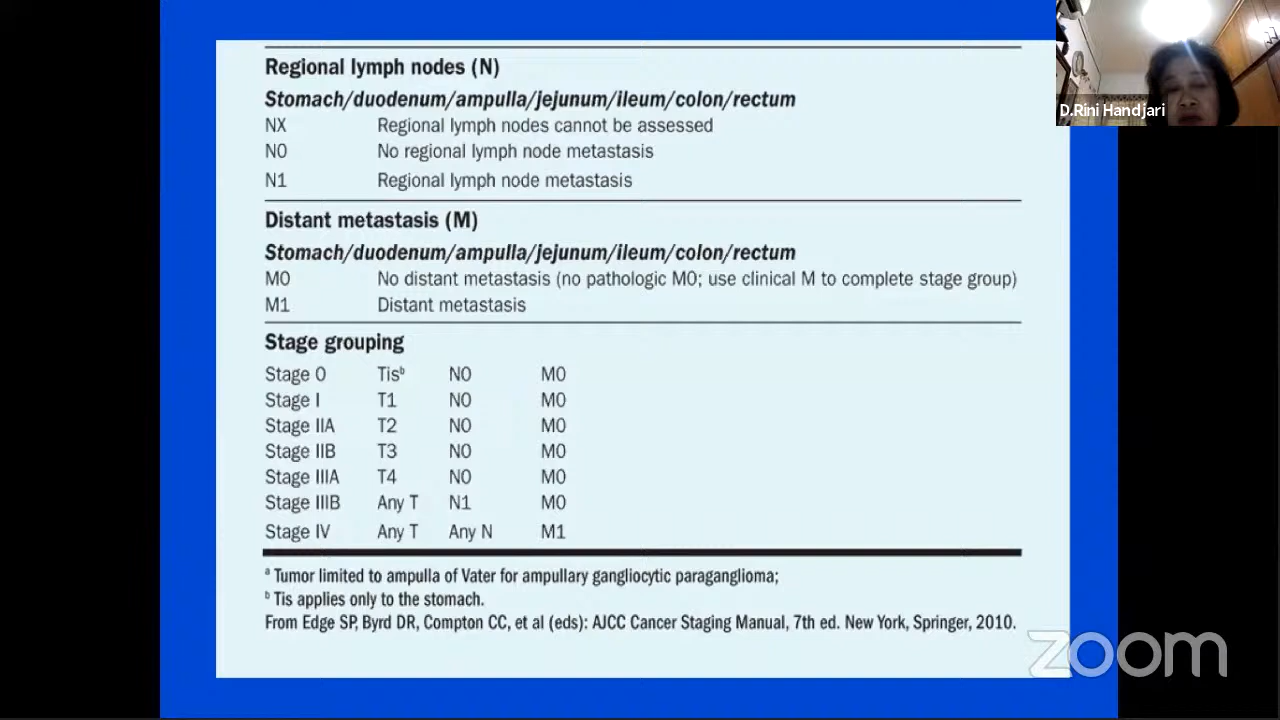 Regional lymph nodes (N)
Stomach/duodenum/ampulla/jejunum/ileum/colon/rectum
NX Regional lymph nodes cannot be assessed
N0 No regional lymph node metastasis
N1 Regional lymph node metastasis
Distant metastasis (M)
Stomach/duodenum/ampulla/jejunum/ileum/colon/rectum
M0 No distant metastasis (no pathologic M0; use clinical M to complete stage group)
M1 Distant metastasis
Stage grouping
Stage 0 Tisᵇ N0 M0
Stage I T1 N0 M0
Stage IIA T2 N0 M0
Stage IIB T3 N0 M0
Stage IIIA T4 N0 M0
Stage IIIB Any T N1 M0
Stage IV Any T Any N M1
ᵃ Tumor limited to ampulla of Vater for ampullary gangliocytic paraganglioma;
ᵇ Tis applies only to the stomach.
From Edge SP, Byrd DR, Compton CC, et al (eds): AJCC Cancer Staging Manual, 7th ed. New York, Springer, 2010.
D.Rini Handjari
zoom